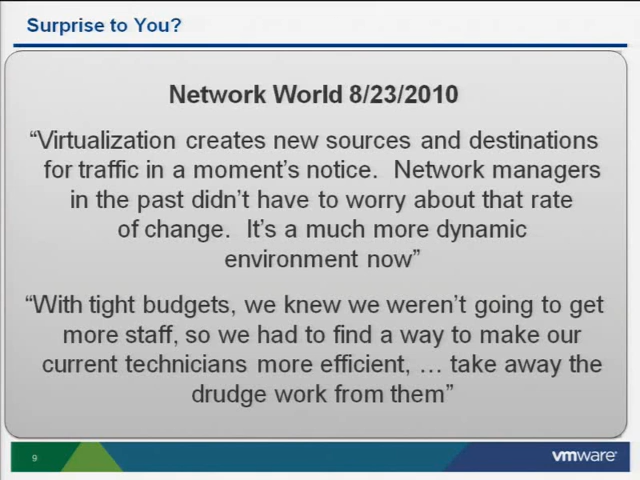 Surprise to You?
Network World 8/23/2010
“Virtualization creates new sources and destinations
for traffic in a moment’s notice.  Network managers
in the past didn’t have to worry about that rate
of change.  It’s a much more dynamic
environment now”
“With tight budgets, we knew we weren’t going to get
more staff, so we had to find a way to make our
current technicians more efficient, … take away the
drudge work from them”
9
vmware